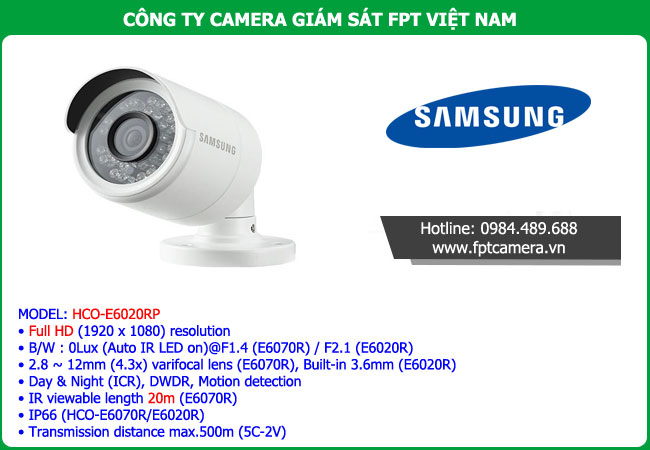 CÔNG TY CAMERA GIÁM SÁT FPT VIỆT NAM
SAMSUNG
SAMSUNG
Hotline: 0984.489.688
www.fptcamera.vn
MODEL: HCO-E6020RP
• Full HD (1920 x 1080) resolution
• B/W : 0Lux (Auto IR LED on)@F1.4 (E6070R) / F2.1 (E6020R)
• 2.8 ~ 12mm (4.3x) varifocal lens (E6070R), Built-in 3.6mm (E6020R)
• Day & Night (ICR), DWDR, Motion detection
• IR viewable length 20m (E6070R)
• IP66 (HCO-E6070R/E6020R)
• Transmission distance max.500m (5C-2V)